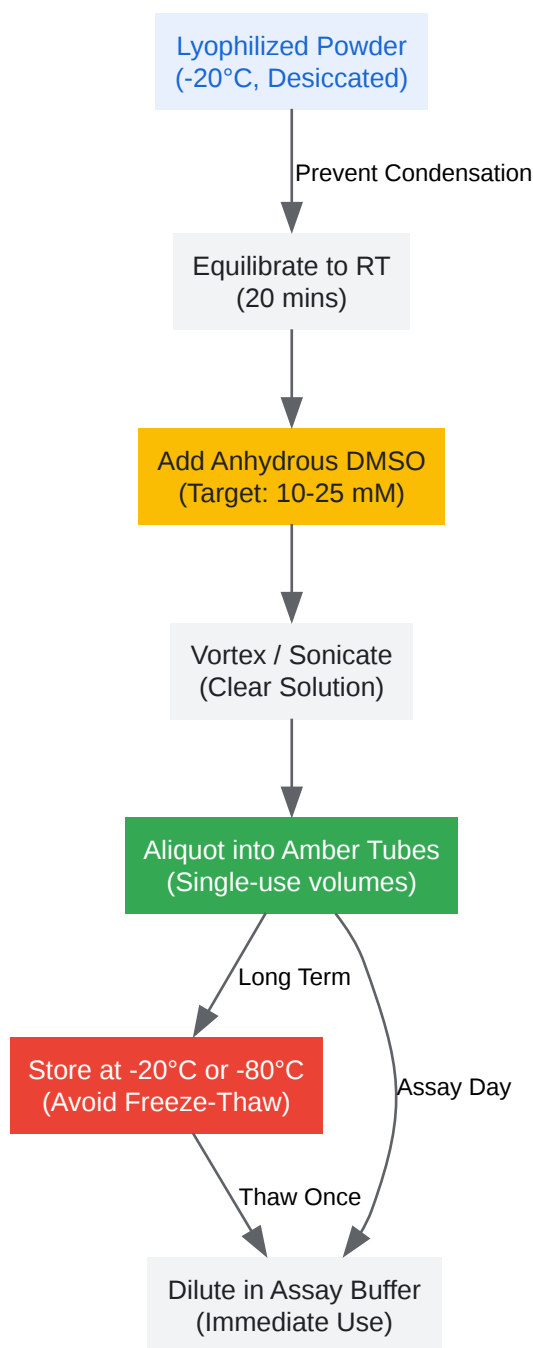 Lyophilized Powder
(-20°C, Desiccated)
Prevent Condensation
Equilibrate to RT
(20 mins)
Add Anhydrous DMSO
(Target: 10-25 mM)
Vortex / Sonicate
(Clear Solution)
Aliquot into Amber Tubes
(Single-use volumes)
Long Term
Store at -20°C or -80°C
(Avoid Freeze-Thaw)
Assay Day
Thaw Once
Dilute in Assay Buffer
(Immediate Use)